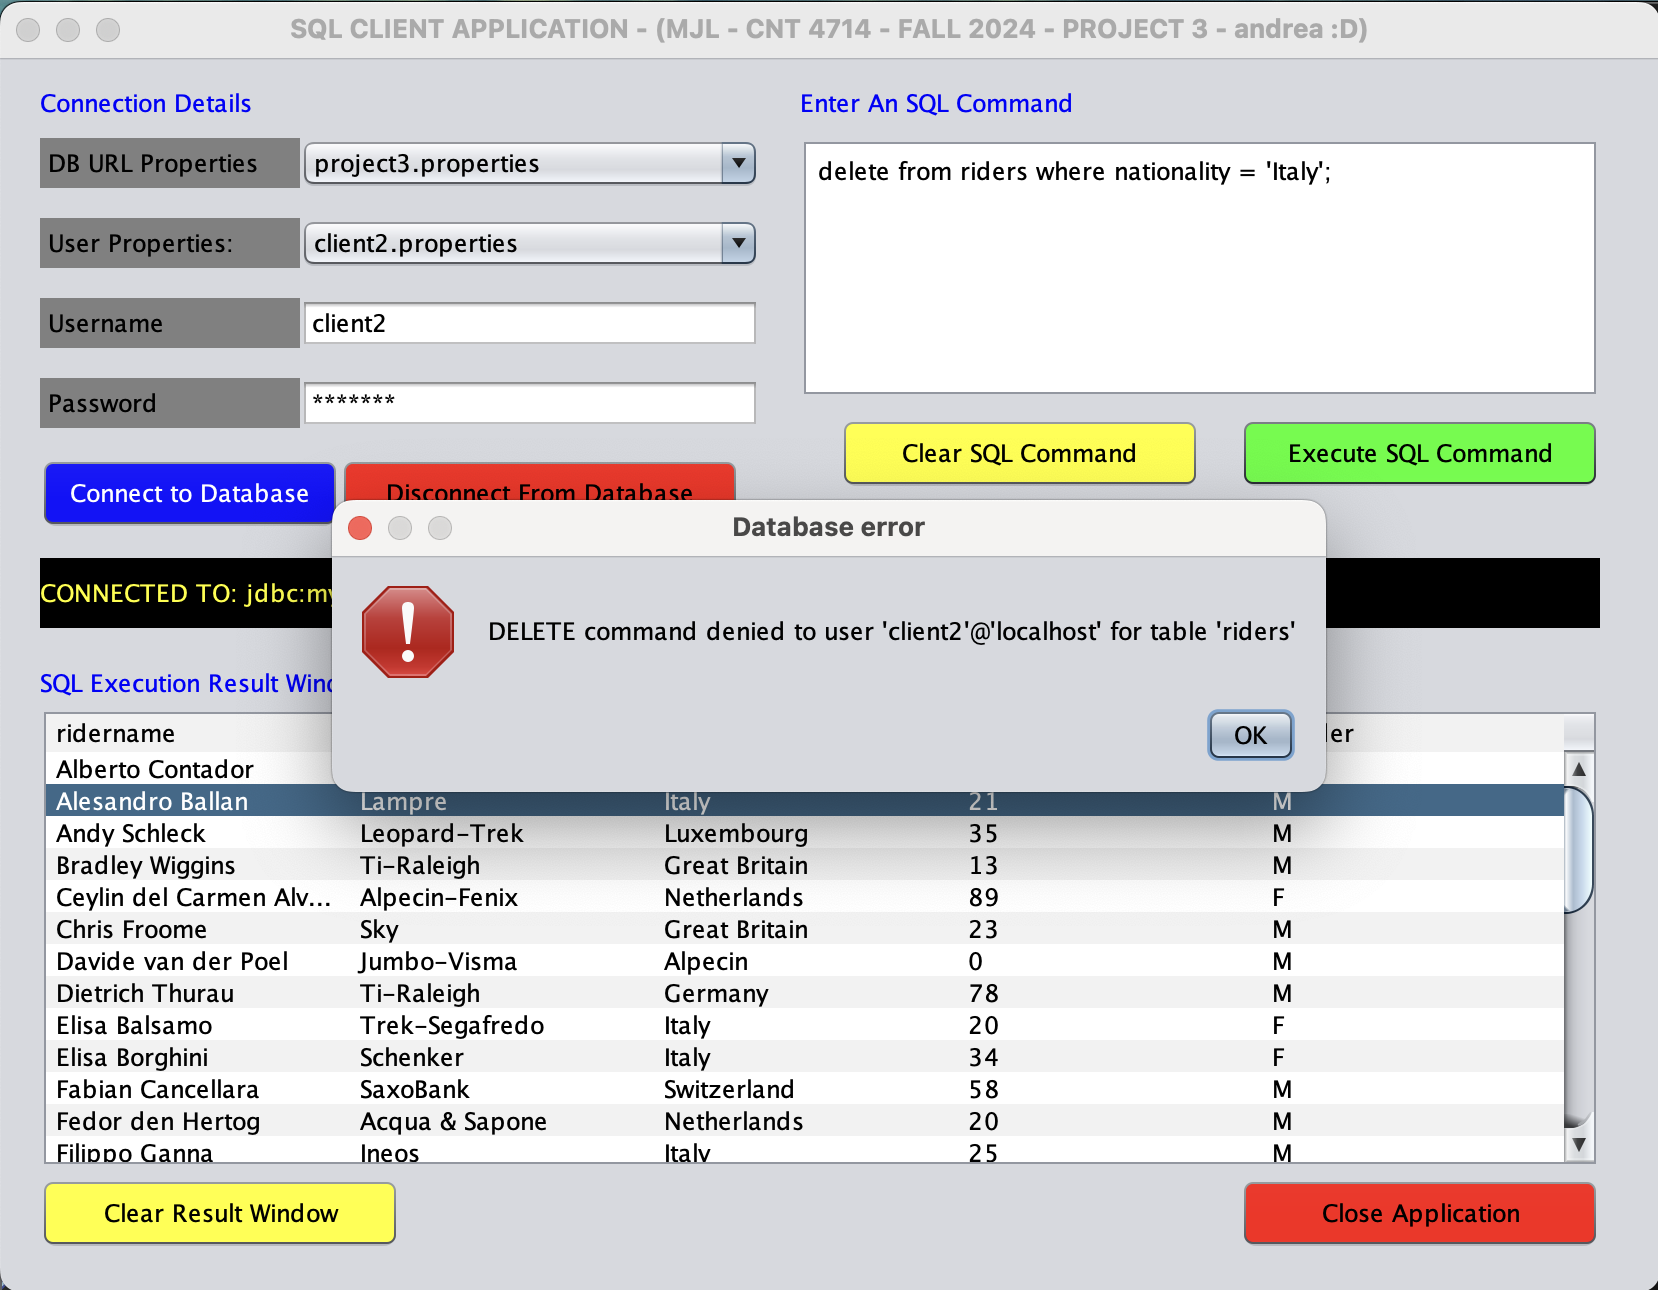 SQL CLIENT APPLICATION - (MJL - CNT 4714 - FALL 2024 - PROJECT 3 - andrea :D)
Connection Details
Enter An SQL Command
DB URL Properties project3.properties
delete from riders where nationality = 'Italy';
User Properties: client2.properties
Username client2
Password *******
Clear SQL Command Execute SQL Command
Connect to Database Disconnect From Database
Database error
CONNECTED TO:
DELETE command denied to user 'client2'@'localhost' for table 'riders'
SQL Execution Result
OK
ridername
Alberto Contador
Alesandro Ballan Lampre Italy 21 M
Andy Schleck Leopard-Trek Luxembourg 35 M
Bradley Wiggins Ti-Raleigh Great Britain 13 M
Ceylin del Carmen Alv... Alpecin-Fenix Netherlands 89 F
Chris Froome Sky Great Britain 23 M
Davide van der Poel Jumbo-Visma Alpecin 0 M
Dietrich Thurau Ti-Raleigh Germany 78 M
Elisa Balsamo Trek-Segafredo Italy 20 F
Elisa Borghini Schenker Italy 34 F
Fabian Cancellara SaxoBank Switzerland 58 M
Fedor den Hertog Acqua & Sapone Netherlands 20 M
Filippo Ganna Ineos Italy 25 M
Clear Result Window Close Application